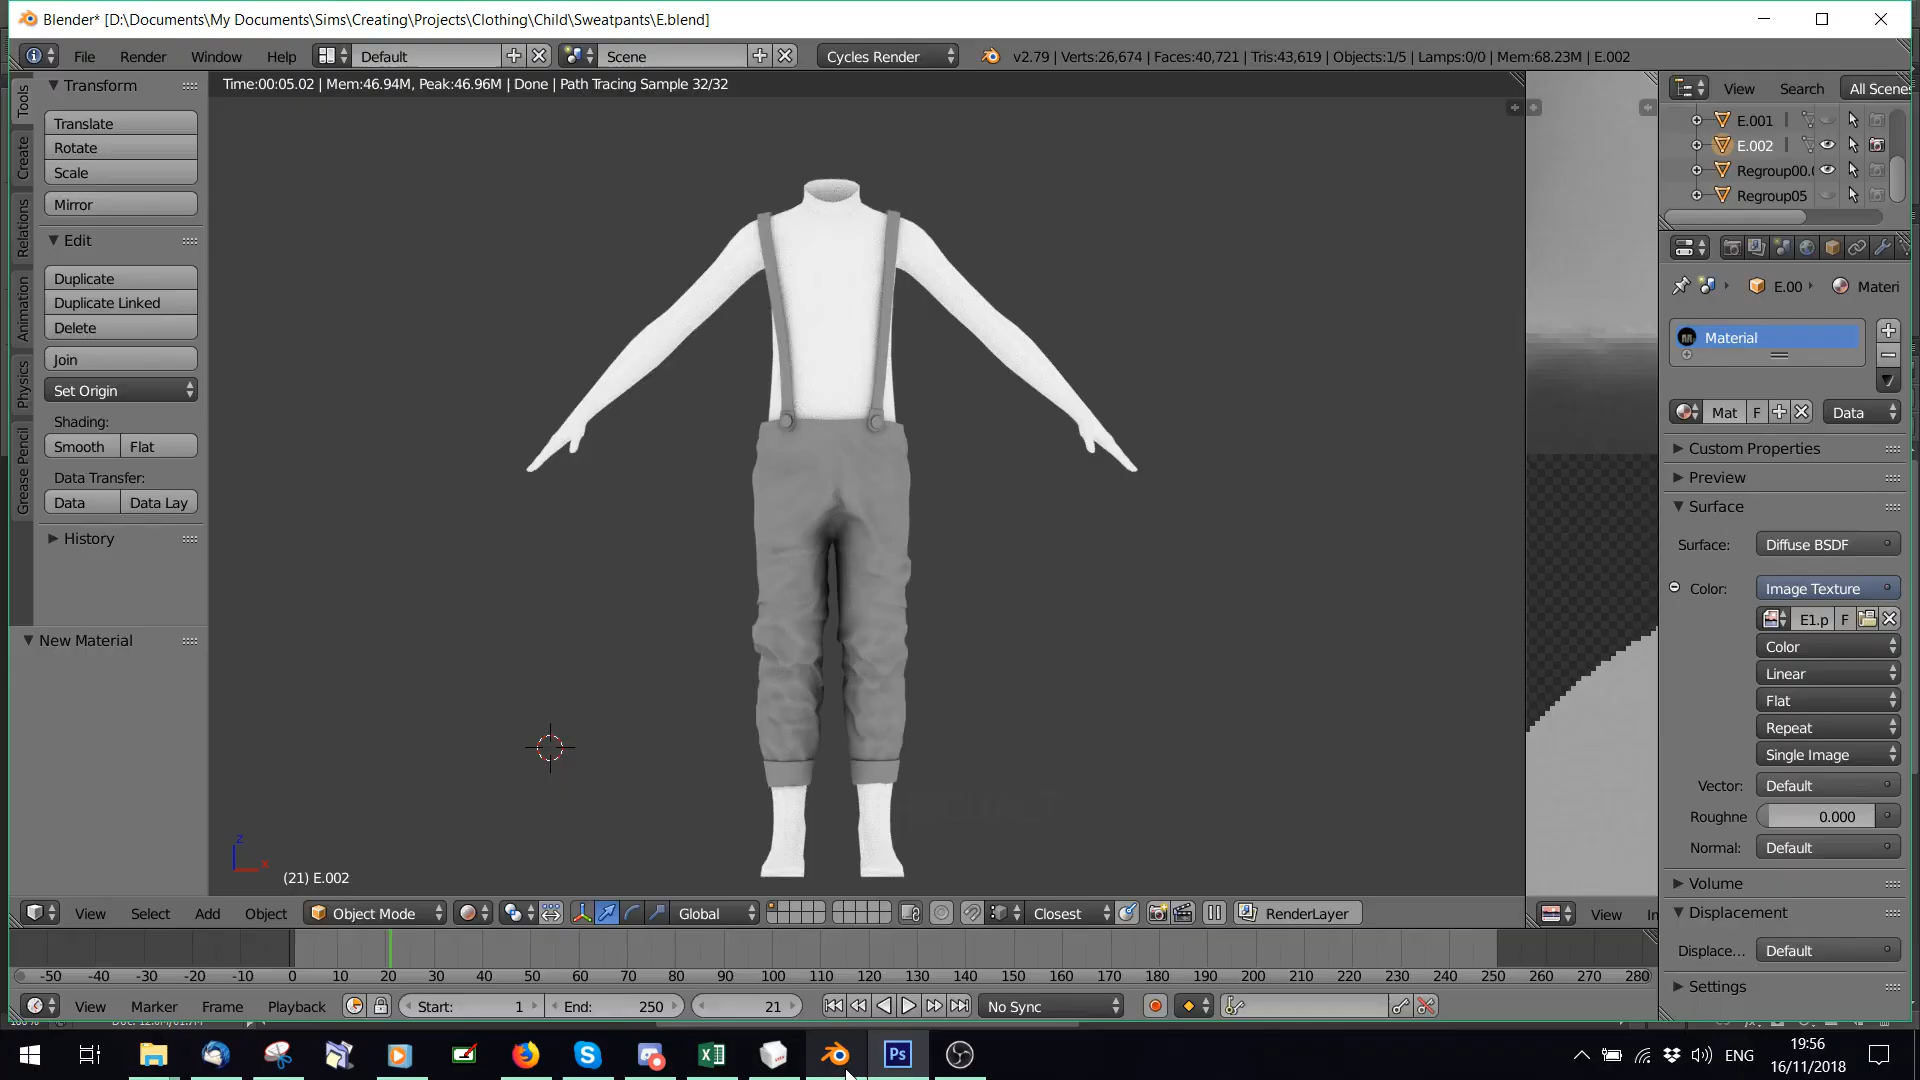 Blender* [D:\Documents\My Documents\Sims\Creating\Projects\Clothing\Child\Sweatpants\E.blend]
File Render Window Help Default Scene Cycles Render v2.79 | Verts:26,674 | Faces:40,721 | Tris:43,619 | Objects:1/5 | Lamps:0/0 | Mem:68.23M | E.002
Time:00:05.02 | Mem:46.94M, Peak:46.96M | Done | Path Tracing Sample 32/32
Tools
Create
Relations
Animation
Physics
Grease Pencil
Transform
Translate
Rotate
Scale
Mirror
Edit
Duplicate
Duplicate Linked
Delete
Join
Set Origin
Shading:
Smooth Flat
Data Transfer:
Data Data Lay
History
New Material
Z
X
(21) E.002
View Search All Scene
E.001
E.002
Regroup00.0
Regroup05
E.00 Materi
Material
Mat F Data
Custom Properties
Preview
Surface
Surface: Diffuse BSDF
Color: Image Texture
E1.p F
Color
Linear
Flat
Repeat
Single Image
Vector: Default
Roughne 0.000
Normal: Default
Volume
Displacement
Displace... Default
Settings
View Select Add Object Object Mode Global Closest RenderLayer View
-50 -40 -30 -20 -10 0 10 20 30 40 50 60 70 80 90 100 110 120 130 140 150 160 170 180 190 200 210 220 230 240 250 260 270 280
View Marker Frame Playback Start: 1 End: 250 21 No Sync
Ps
ENG
19:56
16/11/2018